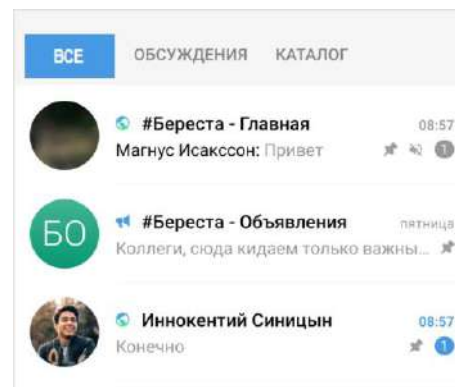 ВСЕ ОБСУЖДЕНИЯ КАТАЛОГ
#Береста - Главная 08:57
Магнус Исакссон: Привет 1
БО #Береста - Объявления пятница
Коллеги, сюда кидаем только важны...
Иннокентий Синицын 08:57
Конечно 1